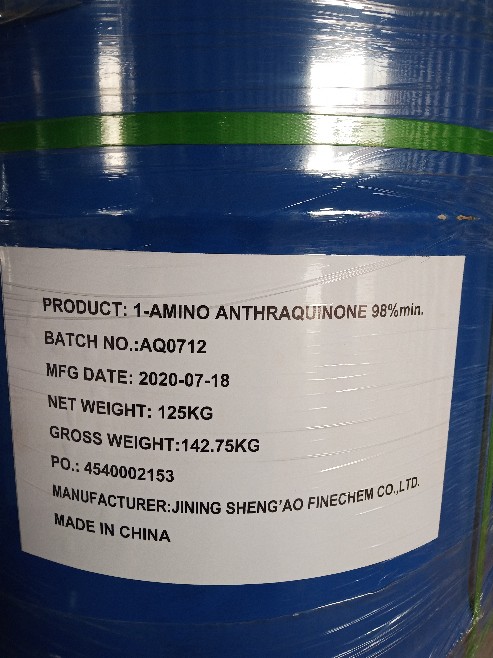 PRODUCT: 1-AMINO ANTHRAQUINONE 98%min.
BATCH NO.:AQ0712
MFG DATE: 2020-07-18
NET WEIGHT: 125KG
GROSS WEIGHT:142.75KG
PO.: 4540002153
MANUFACTURER:JINING SHENG'AO FINECHEM CO.,LTD.
MADE IN CHINA